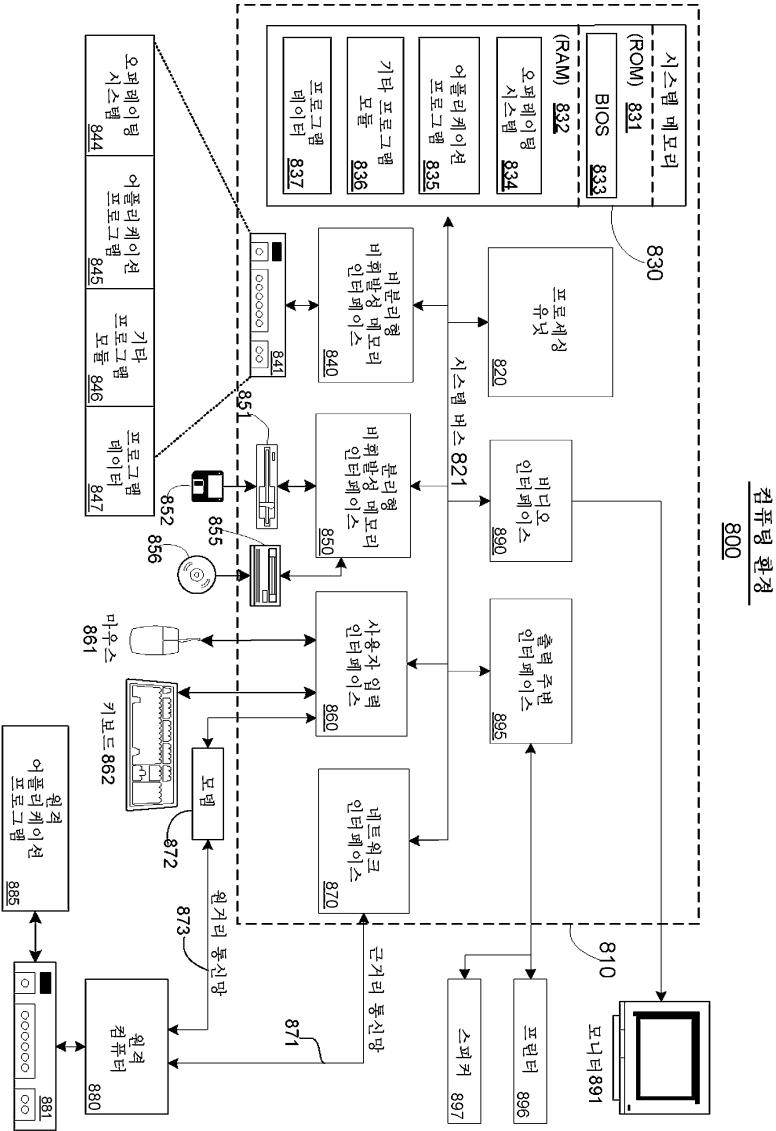 컴퓨팅 환경
800
시스템 메모리
(ROM) 831
BIOS
833
(RAM) 832
오퍼레이팅
시스템
834
어플리케이션
프로그램
835
기타 프로그램
모듈
836
프로그램
데이터
837
830
프로세싱
유닛
820
시스템 버스 821
비디오
인터페이스
890
출력 주변
인터페이스
895
810
모니터 891
프린터
896
스피커
897
비분리형
비휘발성 메모리
인터페이스
840
분리형
비휘발성 메모리
인터페이스
850
사용자 입력
인터페이스
860
네트워크
인터페이스
870
841
851
852
855
856
마우스
861
키보드 862
모뎀
872
원거리 통신망
873
근거리 통신망
871
오퍼레이팅
시스템
844
어플리케이션
프로그램
845
기타
프로그램
모듈
846
프로그램
데이터
847
원격
어플리케이션
프로그램
885
원격
컴퓨터
880
881